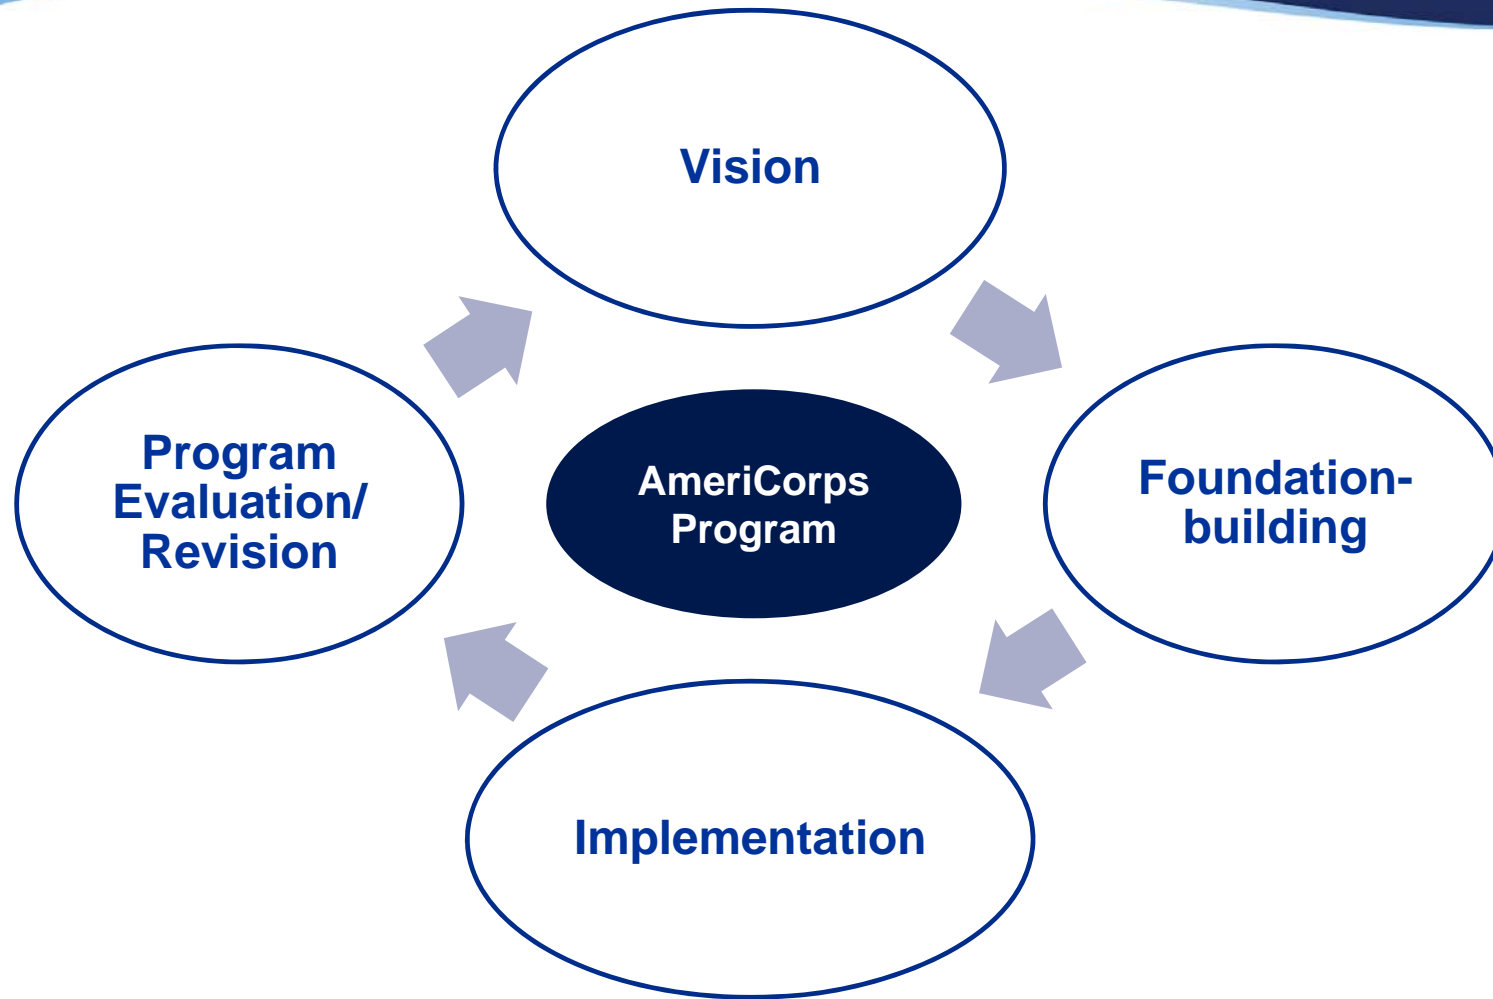 Vision
Program
Evaluation/
Revision
AmeriCorps
Program
Foundation-
building
Implementation